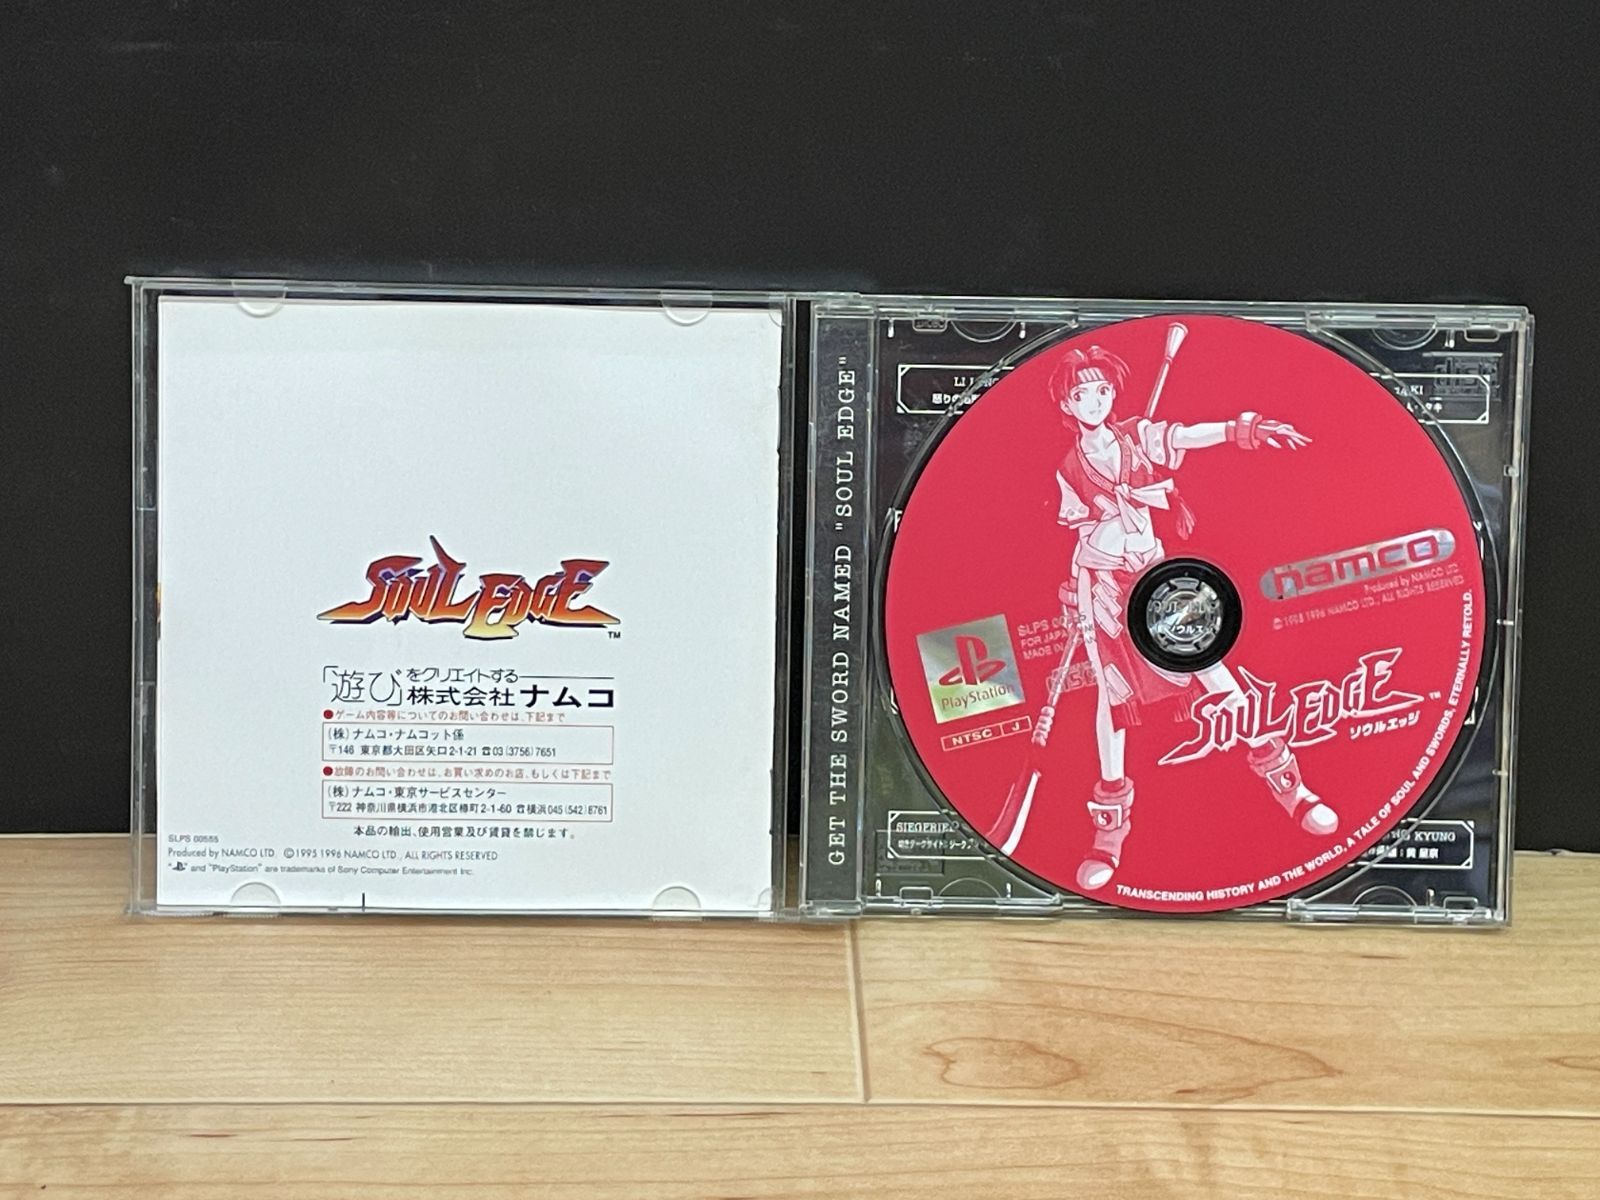 SOUL EDGE TM
「遊び」をクリエイトする
株式会社ナムコ
●ゲーム内容等についてのお問い合わせは、下記まで
(株)ナムコ・ナムコット係
〒146 東京都大田区矢口2-1-21 ☎03(3756)7651
●故障のお問い合わせは、お買い求めのお店、もしくは下記まで
(株)ナムコ・東京サービスセンター
〒222 神奈川県横浜市港北区樽町2-1-60 ☎横浜045(542)8761
本品の輸出、使用営業及び賃貸を禁じます。
SLPS 00555
Produced by NAMCO LTD. ©1995 1996 NAMCO LTD., ALL RIGHTS RESERVED
" " and "PlayStation" are trademarks of Sony Computer Entertainment Inc.
GET THE SWORD NAMED "SOUL EDGE"
namco
Produced by NAMCO LTD.
©1995 1996 NAMCO LTD., ALL RIGHTS RESERVED
SLPS
FOR JAPAN
MADE IN
PlayStation
NTSC J
SOUL EDGE TM
ソウルエッジ
TRANSCENDING HISTORY AND THE WORLD, A TALE OF SOUL AND SWORDS, ETERNALLY RETOLD.
SIEGFRIED
KYUNG